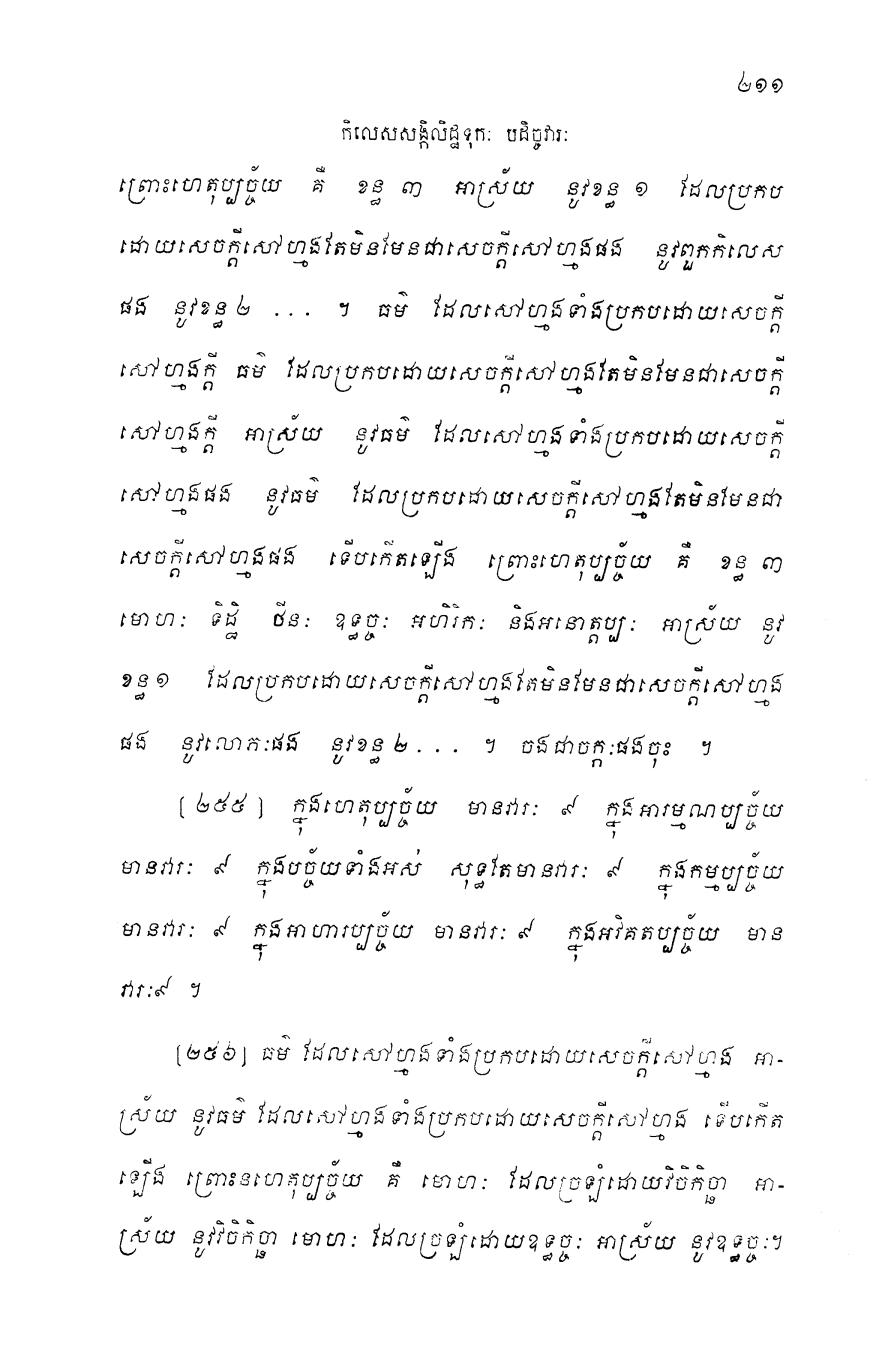 ២១១
កិលេសសង្កិលិដ្ឋទុកៈ បដិច្ចវារៈ
ព្រោះហេតុប្បច្ច័យ គឺ ខន្ធ ៣ អាស្រ័យ នូវខន្ធ ១ ដែលប្រកប
ដោយសេចក្តីសៅហ្មងតែមិនមែនជាសេចក្តីសៅហ្មងផង នូវពួកកិលេស
ផង នូវខន្ធ ២ ... ។ ធម៌ ដែលសៅហ្មងទាំងប្រកបដោយសេចក្តី
សៅហ្មងក្តី ធម៌ ដែលប្រកបដោយសេចក្តីសៅហ្មងតែមិនមែនជាសេចក្តី
សៅហ្មងក្តី អាស្រ័យ នូវធម៌ ដែលសៅហ្មងទាំងប្រកបដោយសេចក្តី
សៅហ្មងផង នូវធម៌ ដែលប្រកបដោយសេចក្តីសៅហ្មងតែមិនមែនជា
សេចក្តីសៅហ្មងផង ទើបកើតឡើង ព្រោះហេតុប្បច្ច័យ គឺ ខន្ធ ៣
មោហៈ ទិដ្ឋិ ថីនៈ ឧទ្ធច្ចៈ អហិរិកៈ និងអនោត្តប្បៈ អាស្រ័យ នូវ
ខន្ធ ១ ដែលប្រកបដោយសេចក្តីសៅហ្មងតែមិនមែនជាសេចក្តីសៅហ្មង
ផង នូវលោភៈផង នូវខន្ធ ២ ... ។ ចងជាចក្កៈផងចុះ ។
[២៥៥] ក្នុងហេតុប្បច្ច័យ មានវារៈ ៩ ក្នុងអារម្មណប្បច្ច័យ
មានវារៈ ៩ ក្នុងបច្ច័យទាំងអស់ សុទ្ធតែមានវារៈ ៩ ក្នុងកម្មប្បច្ច័យ
មានវារៈ ៩ ក្នុងអាហារប្បច្ច័យ មានវារៈ ៩ ក្នុងអវិគតប្បច្ច័យ មាន
វារៈ៩ ។
[២៥៦] ធម៌ ដែលសៅហ្មងទាំងប្រកបដោយសេចក្តីសៅហ្មង អា-
ស្រ័យ នូវធម៌ ដែលសៅហ្មងទាំងប្រកបដោយសេចក្តីសៅហ្មង ទើបកើត
ឡើង ព្រោះនហេតុប្បច្ច័យ គឺ មោហៈ ដែលច្រឡំដោយវិចិកិច្ឆា អា-
ស្រ័យ នូវវិចិកិច្ឆា មោហៈ ដែលច្រឡំដោយឧទ្ធច្ចៈ អាស្រ័យ នូវឧទ្ធច្ចៈ។